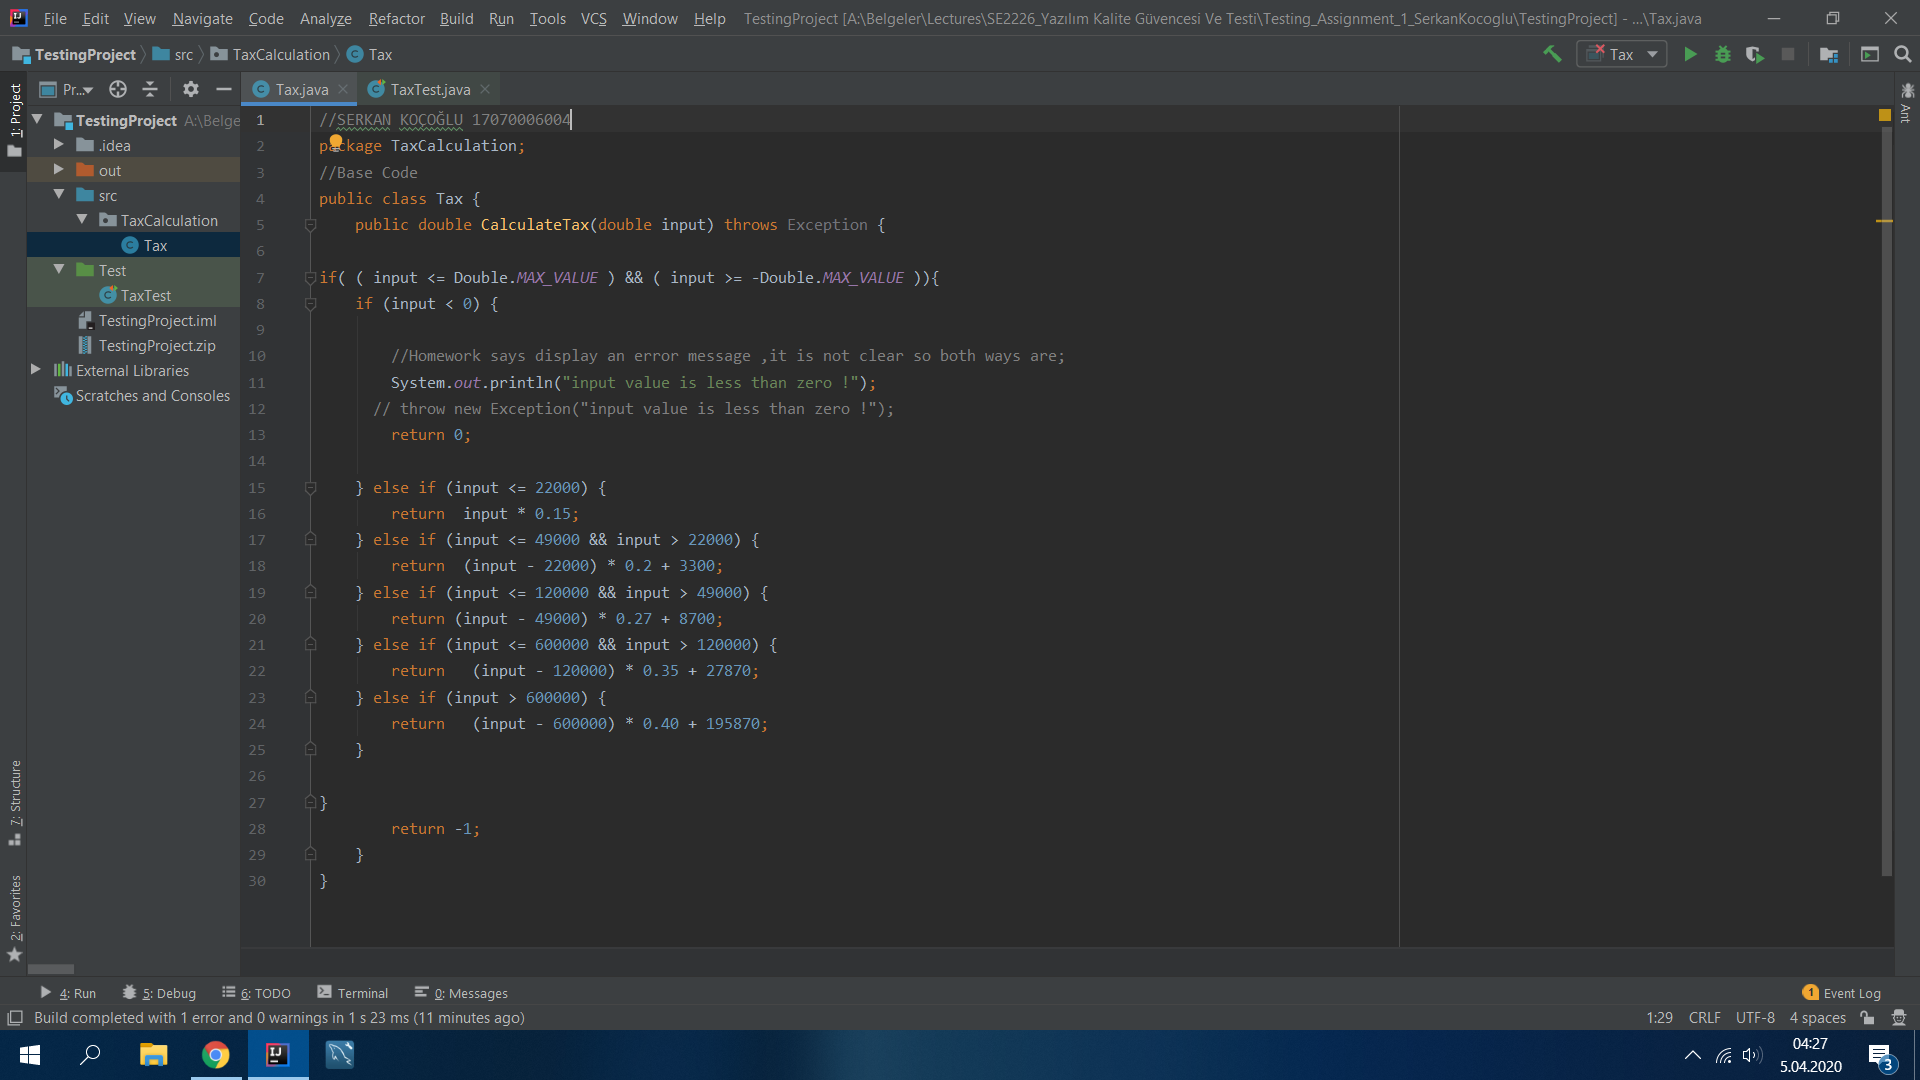 File Edit View Navigate Code Analyze Refactor Build Run Tools VCS Window Help TestingProject [A:\Belgeler\Lectures\SE2226_Yazılım Kalite Güvencesi Ve Testi\Testing_Assignment_1_SerkanKocoglu\TestingProject] - ...\Tax.java
TestingProject src TaxCalculation Tax
Tax
Pr... Tax.java TaxTest.java
1: Project
TestingProject A:\Belge
.idea
out
src
TaxCalculation
Tax
Test
TaxTest
TestingProject.iml
TestingProject.zip
External Libraries
Scratches and Consoles
7: Structure
2: Favorites
Ant
1 //SERKAN KOÇOĞLU 17070006004
2 package TaxCalculation;
3 //Base Code
4 public class Tax {
5 public double CalculateTax(double input) throws Exception {
6
7 if( ( input <= Double.MAX_VALUE ) && ( input >= -Double.MAX_VALUE )){
8 if (input < 0) {
9
10 //Homework says display an error message ,it is not clear so both ways are;
11 System.out.println("input value is less than zero !");
12 // throw new Exception("input value is less than zero !");
13 return 0;
14
15 } else if (input <= 22000) {
16 return  input * 0.15;
17 } else if (input <= 49000 && input > 22000) {
18 return  (input - 22000) * 0.2 + 3300;
19 } else if (input <= 120000 && input > 49000) {
20 return (input - 49000) * 0.27 + 8700;
21 } else if (input <= 600000 && input > 120000) {
22 return   (input - 120000) * 0.35 + 27870;
23 } else if (input > 600000) {
24 return   (input - 600000) * 0.40 + 195870;
25 }
26
27 }
28 return -1;
29 }
30 }
4: Run 5: Debug 6: TODO Terminal 0: Messages 1 Event Log
Build completed with 1 error and 0 warnings in 1 s 23 ms (11 minutes ago) 1:29 CRLF UTF-8 4 spaces
04:27
5.04.2020
3